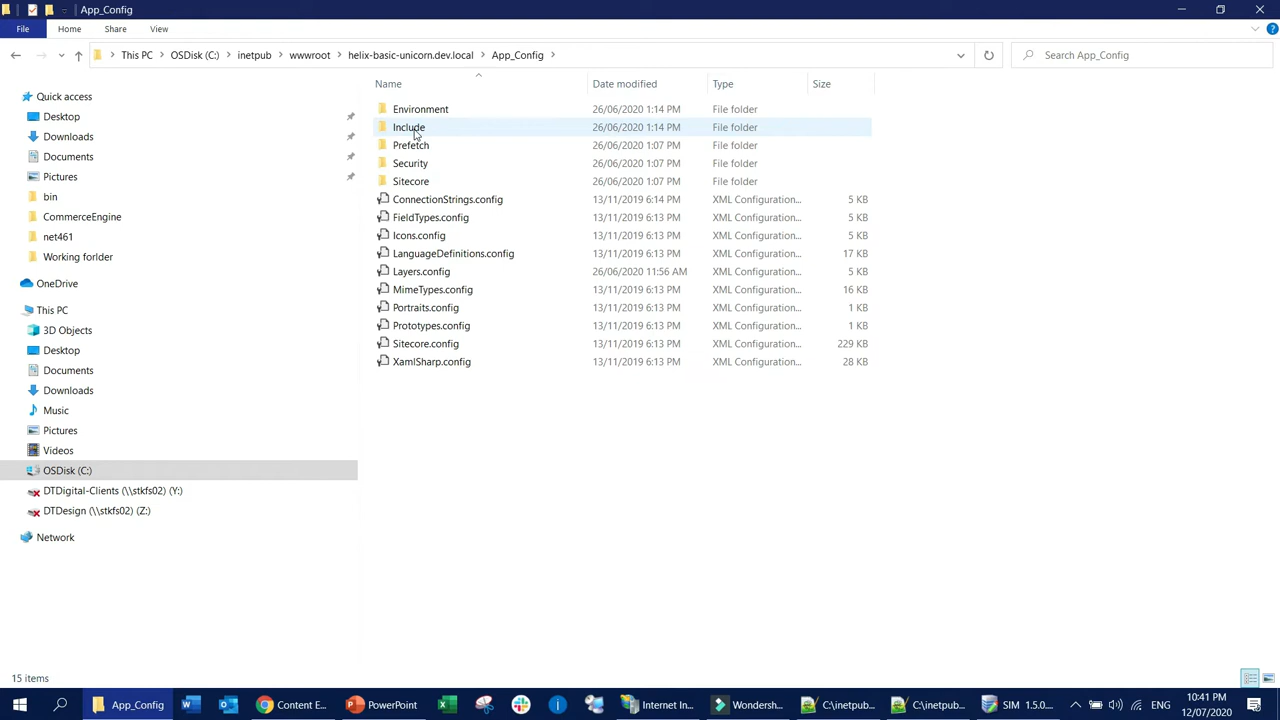 App_Config
File
Home
Share
View
This PC
OSDisk (C:)
inetpub
wwwroot
helix-basic-unicorn.dev.local
App_Config
Search App_Config
Quick access
Desktop
Downloads
Documents
Pictures
bin
CommerceEngine
net461
Working forlder
OneDrive
This PC
3D Objects
Desktop
Documents
Downloads
Music
Pictures
Videos
OSDisk (C:)
DTDigital-Clients (\\stkfs02) (Y:)
DTDesign (\\stkfs02) (Z:)
Network
Name Date modified Type Size
Environment 26/06/2020 1:14 PM File folder
Include 26/06/2020 1:14 PM File folder
Prefetch 26/06/2020 1:07 PM File folder
Security 26/06/2020 1:07 PM File folder
Sitecore 26/06/2020 1:07 PM File folder
ConnectionStrings.config 13/11/2019 6:14 PM XML Configuration... 5 KB
FieldTypes.config 13/11/2019 6:13 PM XML Configuration... 5 KB
Icons.config 13/11/2019 6:13 PM XML Configuration... 5 KB
LanguageDefinitions.config 13/11/2019 6:13 PM XML Configuration... 17 KB
Layers.config 26/06/2020 11:56 AM XML Configuration... 5 KB
MimeTypes.config 13/11/2019 6:13 PM XML Configuration... 16 KB
Portraits.config 13/11/2019 6:13 PM XML Configuration... 1 KB
Prototypes.config 13/11/2019 6:13 PM XML Configuration... 1 KB
Sitecore.config 13/11/2019 6:13 PM XML Configuration... 229 KB
XamlSharp.config 13/11/2019 6:13 PM XML Configuration... 28 KB
15 items
App_Config
Content E...
PowerPoint
Internet In...
Wondersh...
C:\inetpub...
C:\inetpub...
SIM 1.5.0....
ENG
10:41 PM
12/07/2020